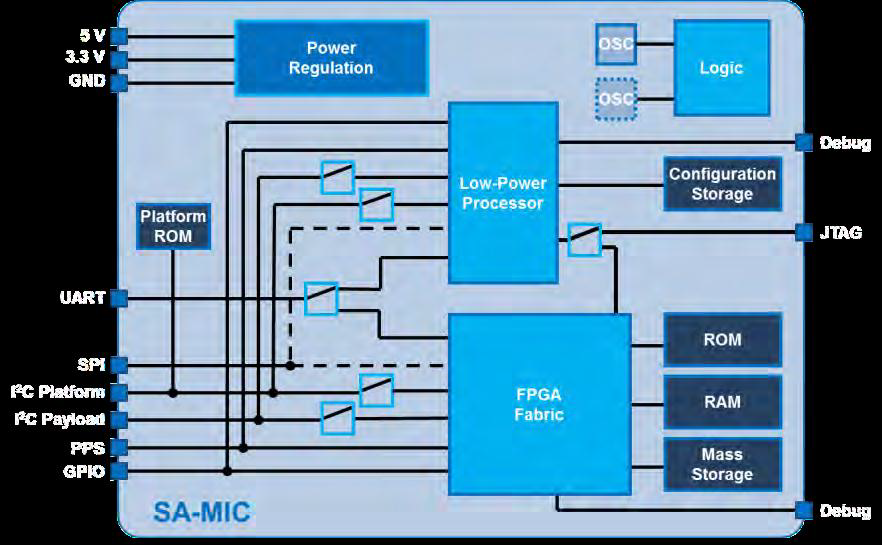 5 V
3.3 V
GND
Power
Regulation
OSC
OSC
Logic
Debug
Low-Power
Processor
Configuration
Storage
Platform
ROM
JTAG
UART
SPI
I²C Platform
I²C Payload
PPS
GPIO
FPGA
Fabric
ROM
RAM
Mass
Storage
SA-MIC
Debug